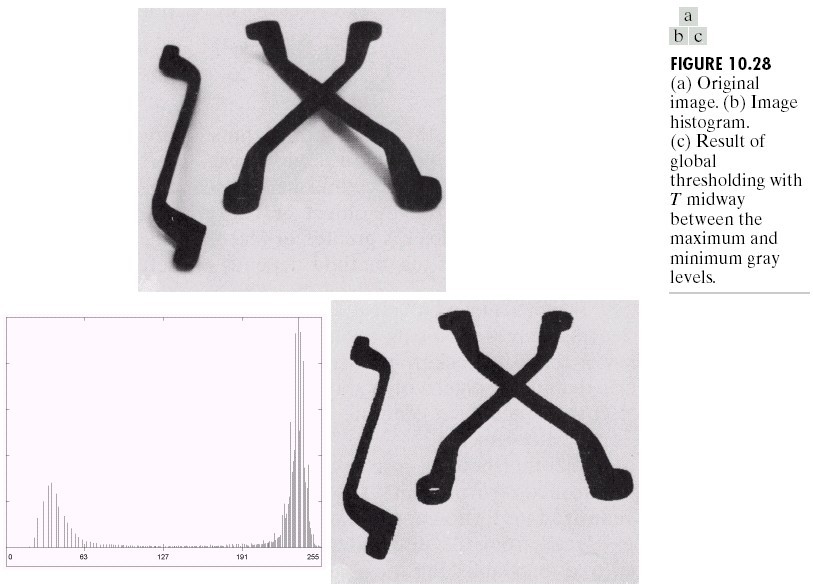 a
b c
FIGURE 10.28
(a) Original
image. (b) Image
histogram.
(c) Result of
global
thresholding with
T midway
between the
maximum and
minimum gray
levels.
0 63 127 191 255